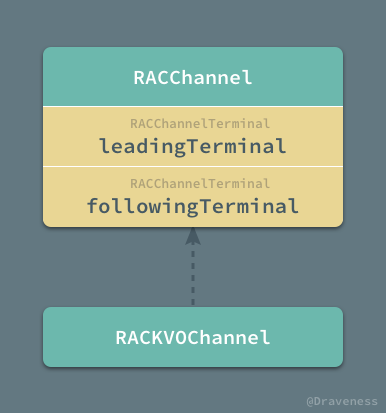 RACChannel
RACChannelTerminal
leadingTerminal
RACChannelTerminal
followingTerminal
RACKVOChannel
@Draveness